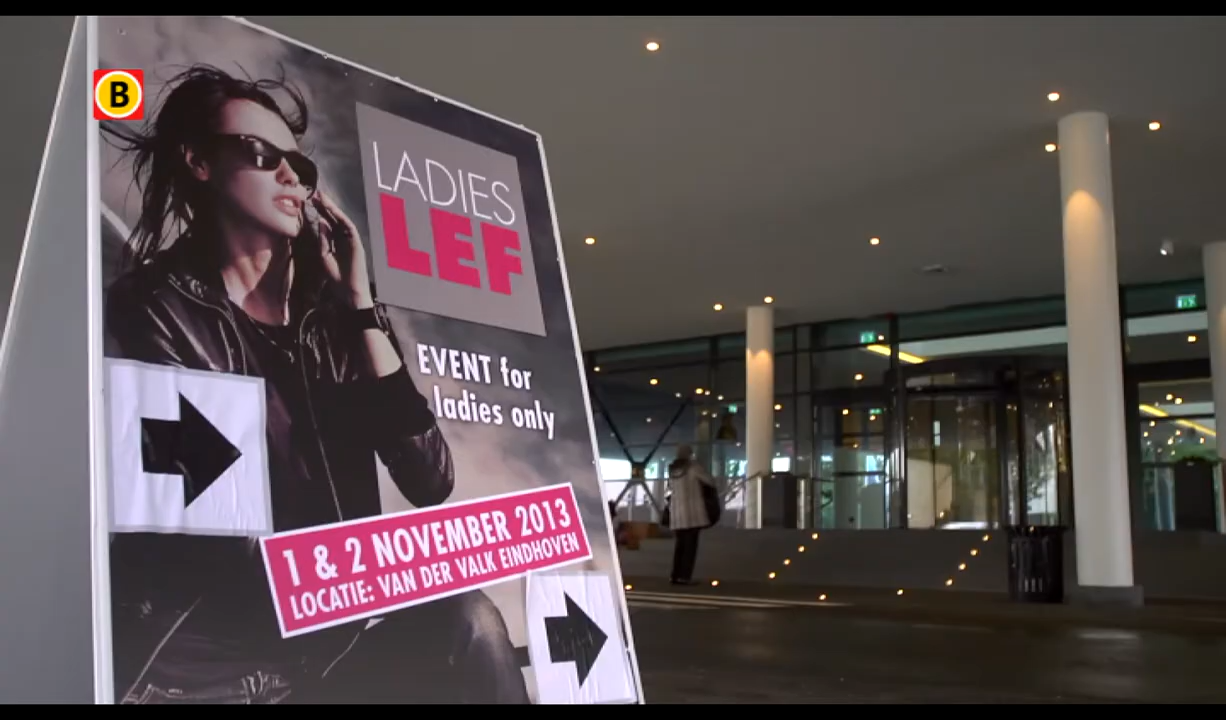 B
LADIES
LEF
EVENT for
ladies only
1 & 2 NOVEMBER 2013
LOCATIE: VAN DER VALK EINDHOVEN